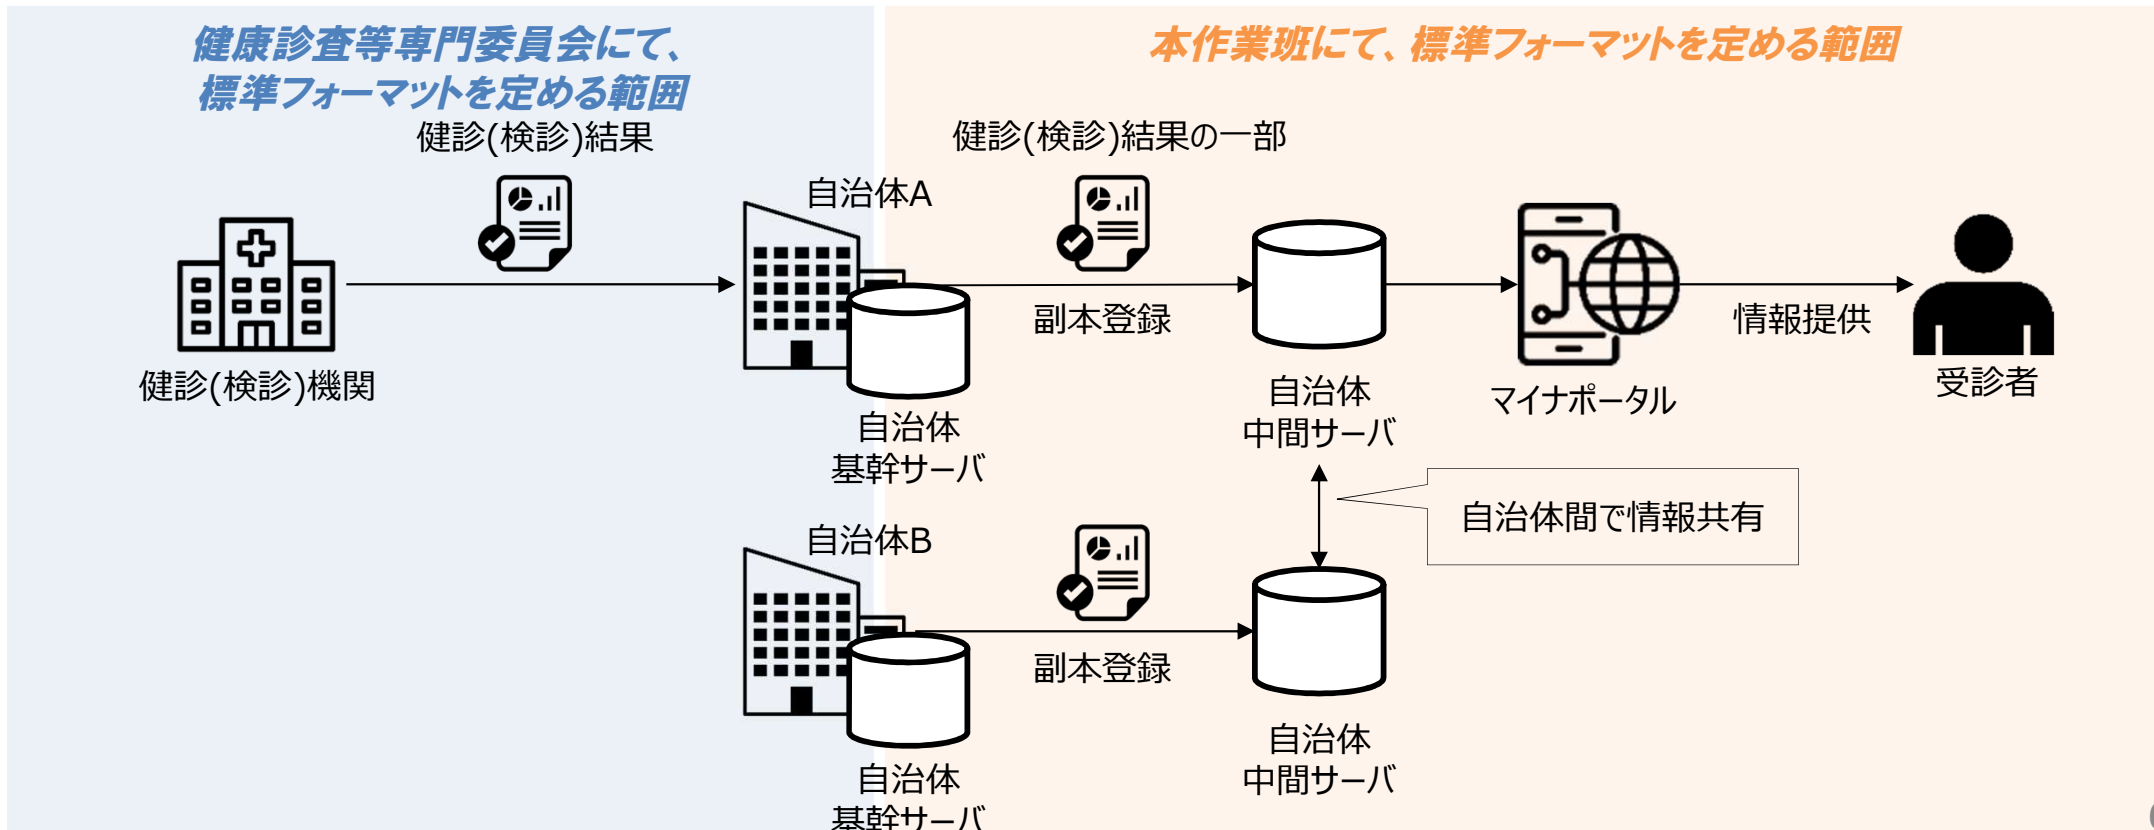 健康診査等専門委員会にて、
標準フォーマットを定める範囲
本作業班にて、標準フォーマットを定める範囲
健診(検診)結果
健診(検診)結果の一部
自治体A
副本登録
情報提供
健診(検診)機関
自治体
基幹サーバ
自治体
中間サーバ
マイナポータル
受診者
自治体間で情報共有
自治体B
副本登録
自治体
基幹サーバ
自治体
中間サーバ